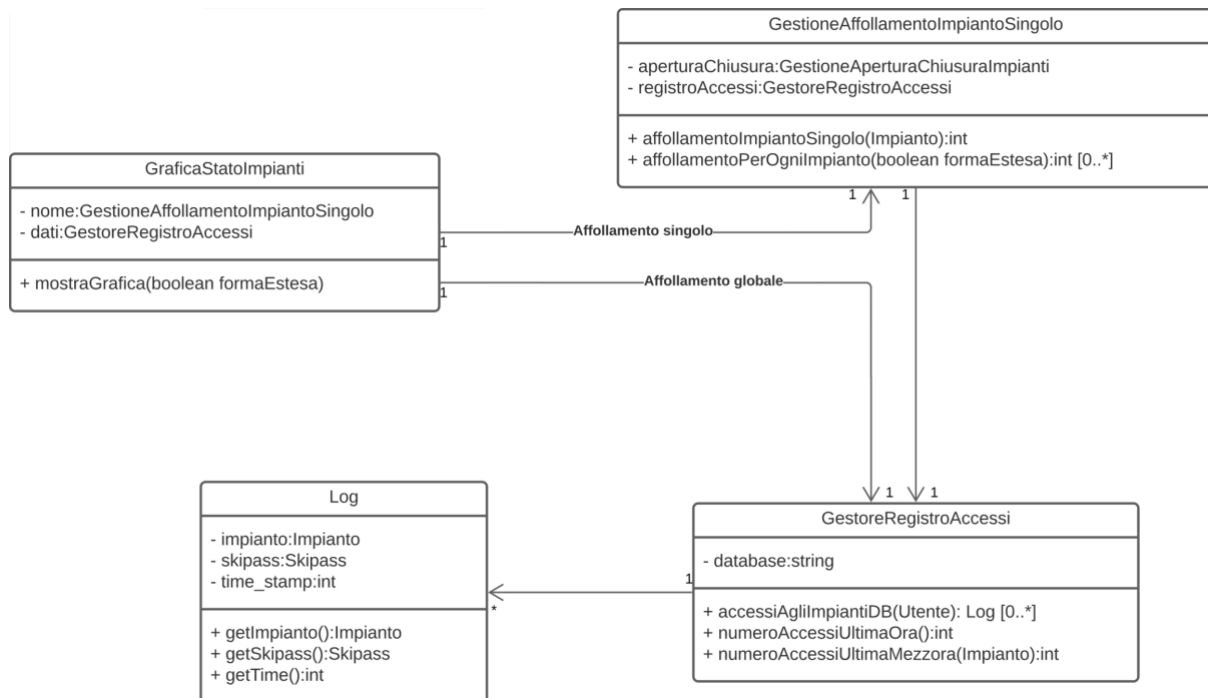 GestioneAffollamentoImpiantoSingolo
- aperturaChiusura:GestioneAperturaChiusuraImpianti
- registroAccessi:GestoreRegistroAccessi
+ affollamentoImpiantoSingolo(Impianto):int
+ affollamentoPerOgniImpianto(boolean formaEstesa):int [0..*]
GraficaStatoImpianti
- nome:GestioneAffollamentoImpiantoSingolo
- dati:GestoreRegistroAccessi
+ mostraGrafica(boolean formaEstesa)
1
1
Affollamento singolo
1
Affollamento globale
1
1
1
Log
- impianto:Impianto
- skipass:Skipass
- time_stamp:int
+ getImpianto():Impianto
+ getSkipass():Skipass
+ getTime():int
GestoreRegistroAccessi
- database:string
+ accessiAgliImpiantiDB(Utente): Log [0..*]
+ numeroAccessiUltimaOra():int
+ numeroAccessiUltimaMezzora(Impianto):int
1
*
1